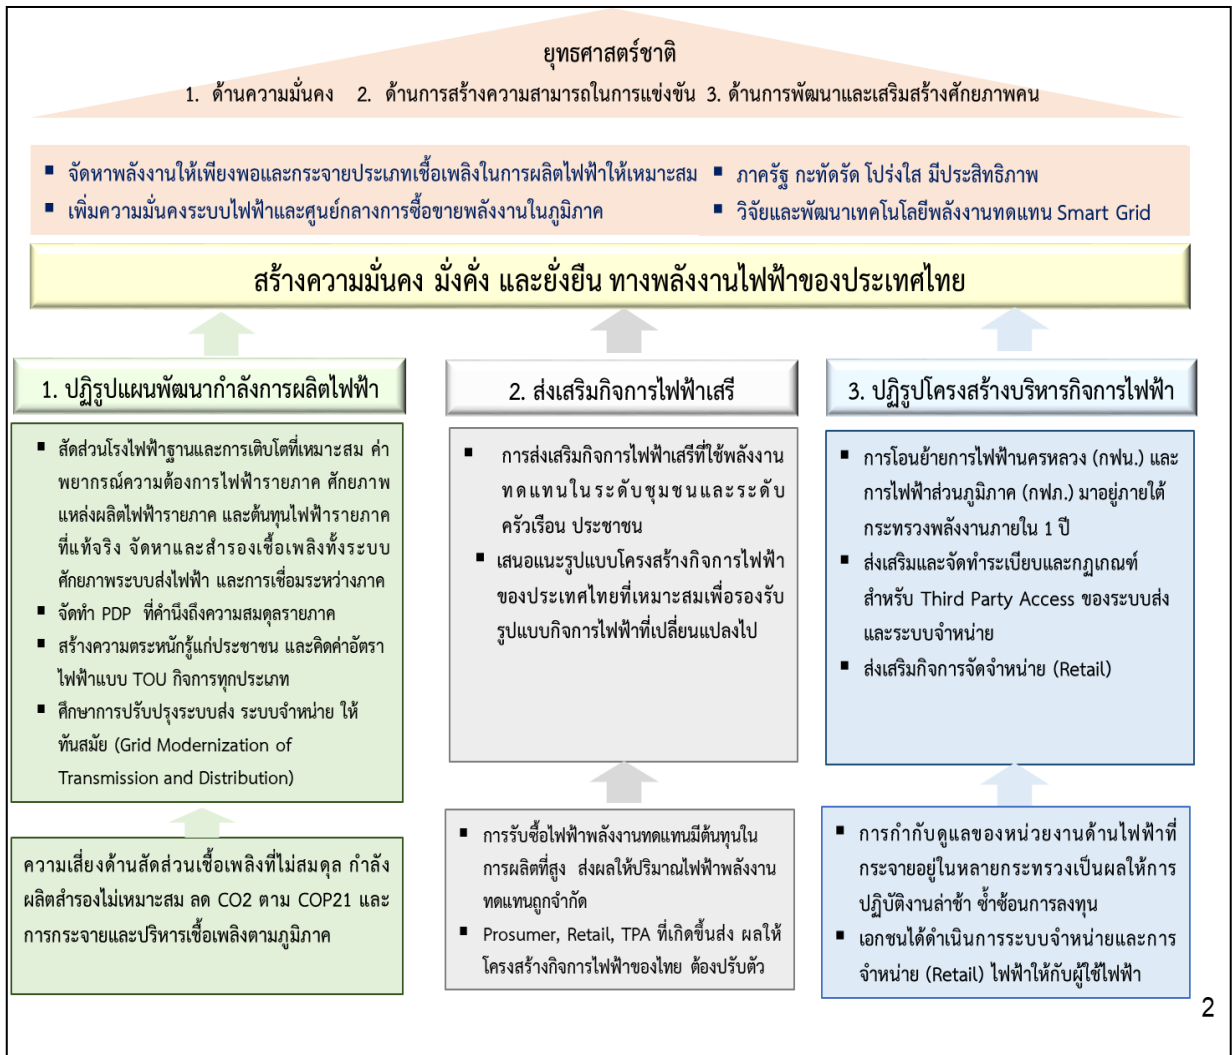 ยุทธศาสตร์ชาติ
1. ด้านความมั่นคง 2. ด้านการสร้างความสามารถในการแข่งขัน 3. ด้านการพัฒนาและเสริมสร้างศักยภาพคน
▪ จัดหาพลังงานให้เพียงพอและกระจายประเภทเชื้อเพลิงในการผลิตไฟฟ้าให้เหมาะสม
▪ เพิ่มความมั่นคงระบบไฟฟ้าและศูนย์กลางการซื้อขายพลังงานในภูมิภาค
▪ ภาครัฐ กะทัดรัด โปร่งใส มีประสิทธิภาพ
▪ วิจัยและพัฒนาเทคโนโลยีพลังงานทดแทน Smart Grid
สร้างความมั่นคง มั่งคั่ง และยั่งยืน ทางพลังงานไฟฟ้าของประเทศไทย
1. ปฏิรูปแผนพัฒนากำลังการผลิตไฟฟ้า
▪ สัดส่วนโรงไฟฟ้าฐานและการเติบโตที่เหมาะสม ค่า
พยากรณ์ความต้องการไฟฟ้ารายภาค ศักยภาพ
แหล่งผลิตไฟฟ้ารายภาค และต้นทุนไฟฟ้ารายภาค
ที่แท้จริง จัดหาและสำรองเชื้อเพลิงทั้งระบบ
ศักยภาพระบบส่งไฟฟ้า และการเชื่อมระหว่างภาค
▪ จัดทำ PDP ที่คำนึงถึงความสมดุลรายภาค
▪ สร้างความตระหนักรู้แก่ประชาชน และคิดค่าอัตรา
ไฟฟ้าแบบ TOU กิจการทุกประเภท
▪ ศึกษาการปรับปรุงระบบส่ง ระบบจำหน่าย ให้
ทันสมัย (Grid Modernization of
Transmission and Distribution)
ความเสี่ยงด้านสัดส่วนเชื้อเพลิงที่ไม่สมดุล กำลัง
ผลิตสำรองไม่เหมาะสม ลด CO2 ตาม COP21 และ
การกระจายและปริหารเชื้อเพลิงตามภูมิภาค
2. ส่งเสริมกิจการไฟฟ้าเสรี
▪ การส่งเสริมกิจการไฟฟ้าเสรีที่ใช้พลังงาน
ทดแทนในระดับชุมชนและระดับ
ครัวเรือน ประชาชน
▪ เสนอแนะรูปแบบโครงสร้างกิจการไฟฟ้า
ของประเทศไทยที่เหมาะสมเพื่อรองรับ
รูปแบบกิจการไฟฟ้าที่เปลี่ยนแปลงไป
▪ การรับซื้อไฟฟ้าพลังงานทดแทนมีต้นทุนใน
การผลิตที่สูง ส่งผลให้ปริมาณไฟฟ้าพลังงาน
ทดแทนถูกจำกัด
▪ Prosumer, Retail, TPA ที่เกิดขึ้นส่ง ผลให้
โครงสร้างกิจการไฟฟ้าของไทย ต้องปรับตัว
3. ปฏิรูปโครงสร้างบริหารกิจการไฟฟ้า
▪ การโอนย้ายการไฟฟ้านครหลวง (กฟน.) และ
การไฟฟ้าส่วนภูมิภาค (กฟภ.) มาอยู่ภายใต้
กระทรวงพลังงานภายใน 1 ปี
▪ ส่งเสริมและจัดทำระเบียบและกฎเกณฑ์
สำหรับ Third Party Access ของระบบส่ง
และระบบจำหน่าย
▪ ส่งเสริมกิจการจัดจำหน่าย (Retail)
▪ การกำกับดูแลของหน่วยงานด้านไฟฟ้าที่
กระจายอยู่ในหลายกระทรวงเป็นผลให้การ
ปฏิบัติงานล่าช้า ซ้ำซ้อนการลงทุน
▪ เอกชนได้ดำเนินการระบบจำหน่ายและการ
จำหน่าย (Retail) ไฟฟ้าให้กับผู้ใช้ไฟฟ้า
2